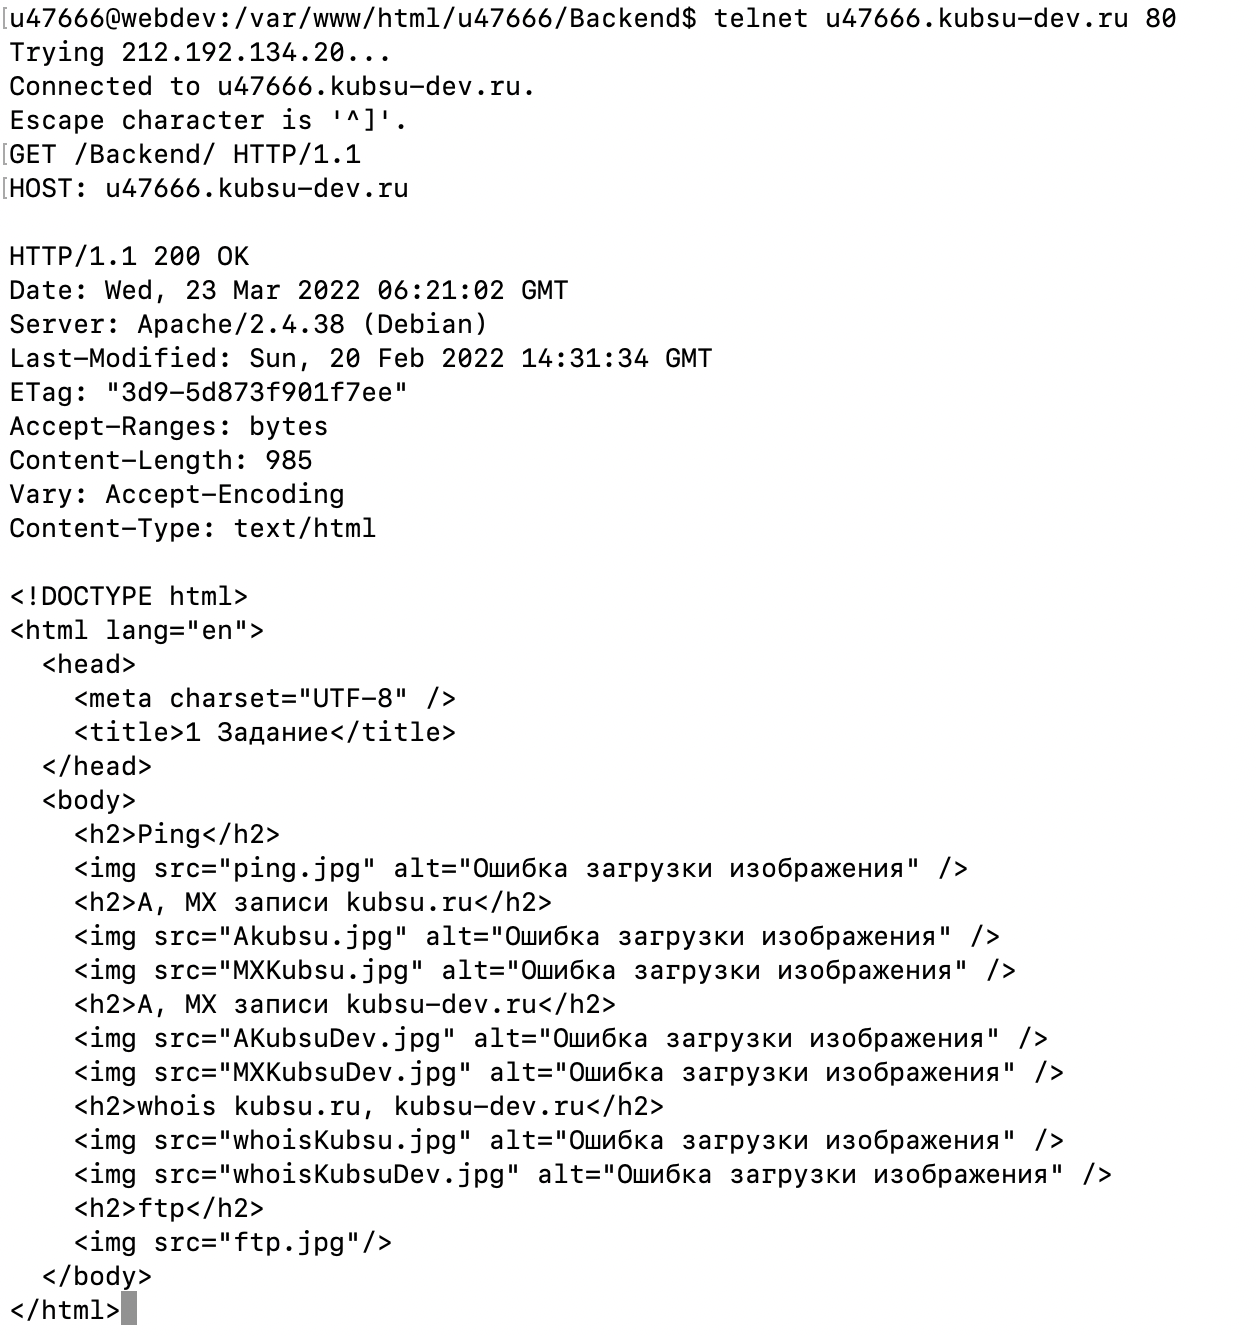 u47666@webdev:/var/www/html/u47666/Backend$ telnet u47666.kubsu-dev.ru 80
Trying 212.192.134.20...
Connected to u47666.kubsu-dev.ru.
Escape character is '^]'.
GET /Backend/ HTTP/1.1
HOST: u47666.kubsu-dev.ru

HTTP/1.1 200 OK
Date: Wed, 23 Mar 2022 06:21:02 GMT
Server: Apache/2.4.38 (Debian)
Last-Modified: Sun, 20 Feb 2022 14:31:34 GMT
ETag: "3d9-5d873f901f7ee"
Accept-Ranges: bytes
Content-Length: 985
Vary: Accept-Encoding
Content-Type: text/html

<!DOCTYPE html>
<html lang="en">
  <head>
    <meta charset="UTF-8" />
    <title>1 Задание</title>
  </head>
  <body>
    <h2>Ping</h2>
    <img src="ping.jpg" alt="Ошибка загрузки изображения" />
    <h2>A, MX записи kubsu.ru</h2>
    <img src="Akubsu.jpg" alt="Ошибка загрузки изображения" />
    <img src="MXKubsu.jpg" alt="Ошибка загрузки изображения" />
    <h2>A, MX записи kubsu-dev.ru</h2>
    <img src="AKubsuDev.jpg" alt="Ошибка загрузки изображения" />
    <img src="MXKubsuDev.jpg" alt="Ошибка загрузки изображения" />
    <h2>whois kubsu.ru, kubsu-dev.ru</h2>
    <img src="whoisKubsu.jpg" alt="Ошибка загрузки изображения" />
    <img src="whoisKubsuDev.jpg" alt="Ошибка загрузки изображения" />
    <h2>ftp</h2>
    <img src="ftp.jpg"/>
  </body>
</html>